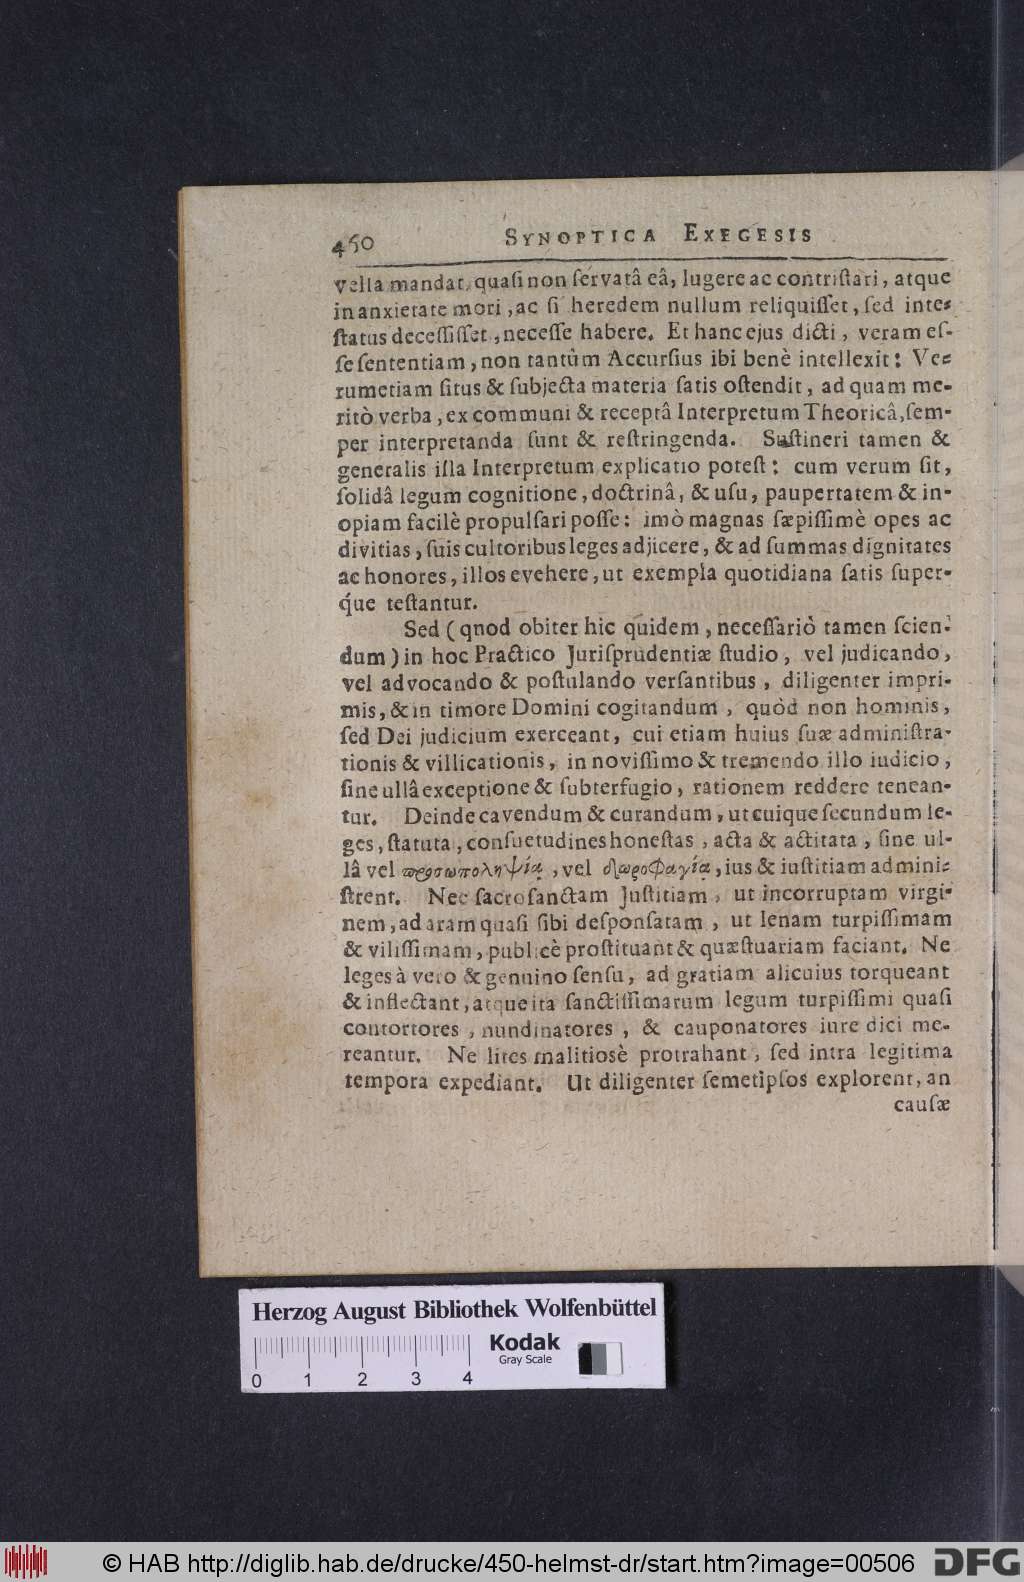 450 SYNOPTICA EXEGESIS
vella mandat, quaſi non ſervatâ eâ, lugere ac contriſtari, atque
in anxietate mori, ac ſi heredem nullum reliquiſſet, ſed inte-
ſtatus deceſſiſſet, neceſſe habere. Et hanc ejus dicti, veram eſ-
ſe ſententiam, non tantùm Accurſius ibi benè intellexit: Ve-
rumetiam ſitus & ſubjecta materia ſatis oſtendit, ad quam me-
ritò verba, ex communi & receptâ Interpretum Theoricâ, ſem-
per interpretanda ſunt & reſtringenda. Suſtineri tamen &
generalis iſla Interpretum explicatio poteſt: cum verum ſit,
ſolidâ legum cognitione, doctrinâ, & uſu, paupertatem & in-
opiam facilè propulſari poſſe: imò magnas ſæpiſſimè opes ac
divitias, ſuis cultoribus leges adjicere, & ad ſummas dignitates
ac honores, illos evehere, ut exempla quotidiana ſatis ſuper-
q́ue teſtantur.
Sed (qnod obiter hic quidem, neceſſariò tamen ſcien-
dum) in hoc Practico Juriſprudentiæ ſtudio, vel judicando,
vel advocando & poſtulando verſantibus, diligenter impri-
mis, & in timore Domini cogitandum, quòd non hominis,
ſed Dei judicium exerceant, cui etiam huius ſuæ adminiſtra-
tionis & villicationis, in noviſſimo & tremendo illo iudicio,
ſine ullâ exceptione & ſubterfugio, rationem reddere tenean-
tur. Deinde cavendum & curandum, ut cuique ſecundum le-
ges, ſtatuta, conſuetudines honeſtas, acta & actitata, ſine ul-
lâ vel προσωποληψίᾳ, vel δωροφαγίᾳ, ius & iuſtitiam admini-
ſtrent. Nec ſacroſanctam Juſtitiam, ut incorruptam virgi-
nem, ad aram quaſi ſibi deſponſatam, ut lenam turpiſſimam
& viliſſimam, publicè proſtituant & quæſtuariam faciant. Ne
leges à vero & genuino ſenſu, ad gratiam alicuius torqueant
& inflectant, atque ita ſanctiſſimarum legum turpiſſimi quaſi
contortores, nundinatores, & cauponatores iure dici me-
reantur. Ne lites malitiosè protrahant, ſed intra legitima
tempora expediant. Ut diligenter ſemetipſos explorent, an
cauſæ
Herzog August Bibliothek Wolfenbüttel
Kodak
Gray Scale
0 1 2 3 4
© HAB http://diglib.hab.de/drucke/450-helmst-dr/start.htm?image=00506 DFG